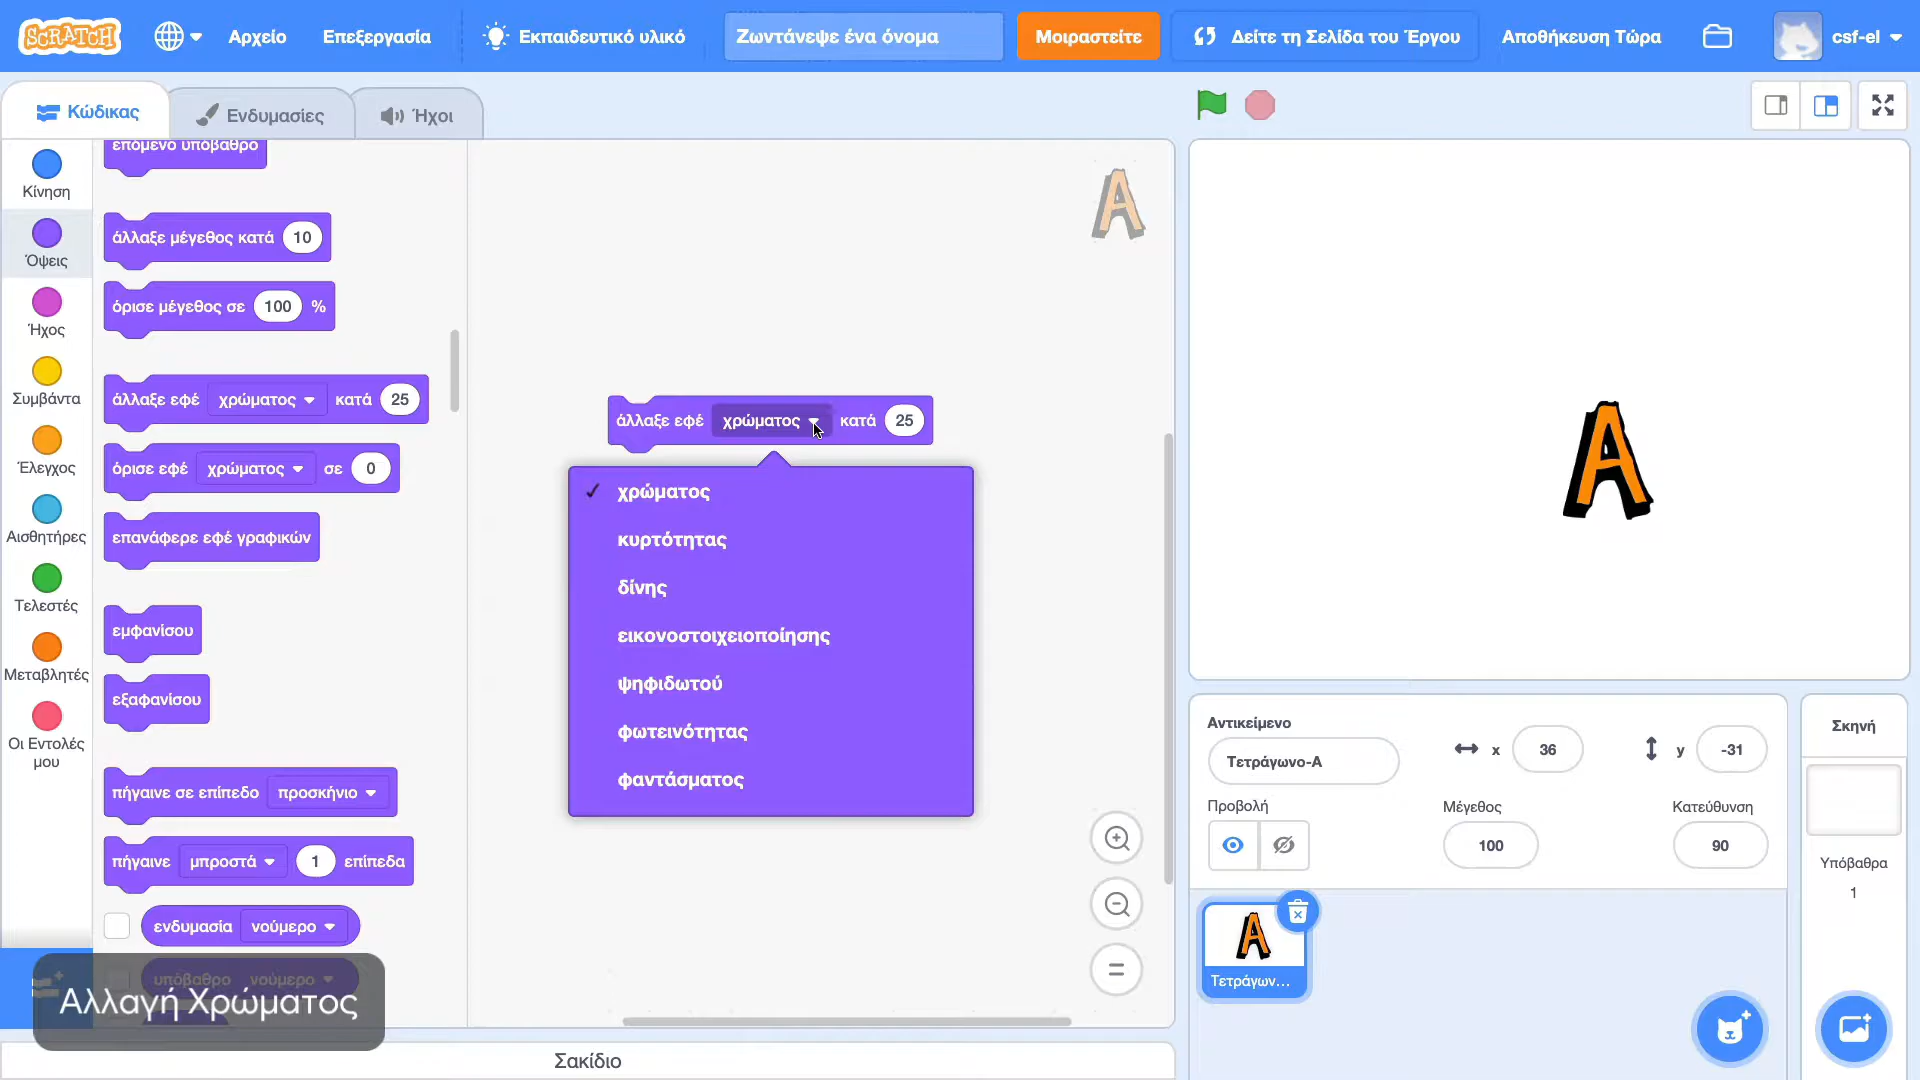 SCRATCH
Αρχείο
Επεξεργασία
Εκπαιδευτικό υλικό
Ζωντάνεψε ένα όνομα
Μοιραστείτε
Δείτε τη Σελίδα του Έργου
Αποθήκευση Τώρα
csf-el
Κώδικας
Ενδυμασίες
Ήχοι
Κίνηση
Όψεις
Ήχος
Συμβάντα
Έλεγχος
Αισθητήρες
Τελεστές
Μεταβλητές
Οι Εντολές
μου
επόμενο υπόβαθρο
άλλαξε μέγεθος κατά 10
όρισε μέγεθος σε 100 %
άλλαξε εφέ χρώματος κατά 25
όρισε εφέ χρώματος σε 0
επανάφερε εφέ γραφικών
εμφανίσου
εξαφανίσου
πήγαινε σε επίπεδο προσκήνιο
πήγαινε μπροστά 1 επίπεδα
ενδυμασία νούμερο
υπόβαθρο νούμερο
Αλλαγή Χρώματος
άλλαξε εφέ χρώματος κατά 25
✓ χρώματος
κυρτότητας
δίνης
εικονοστοιχειοποίησης
ψηφιδωτού
φωτεινότητας
φαντάσματος
Σακίδιο
A
A
Αντικείμενο
Τετράγωνο-Α
x 36
y -31
Προβολή
Μέγεθος
100
Κατεύθυνση
90
A
Τετράγων...
Σκηνή
Υπόβαθρα
1